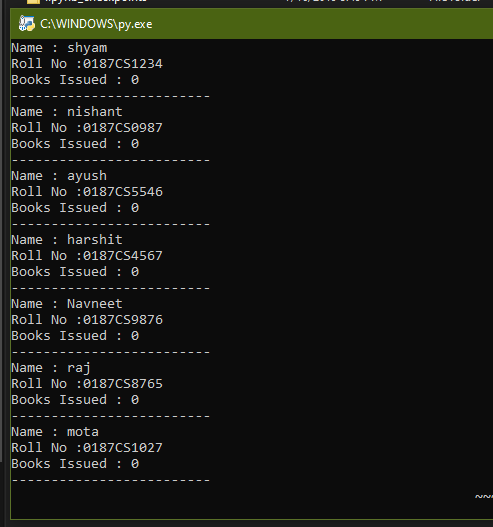 C:\WINDOWS\py.exe
Name : shyam
Roll No :0187CS1234
Books Issued : 0
-------------------------
Name : nishant
Roll No :0187CS0987
Books Issued : 0
-------------------------
Name : ayush
Roll No :0187CS5546
Books Issued : 0
-------------------------
Name : harshit
Roll No :0187CS4567
Books Issued : 0
-------------------------
Name : Navneet
Roll No :0187CS9876
Books Issued : 0
-------------------------
Name : raj
Roll No :0187CS8765
Books Issued : 0
-------------------------
Name : mota
Roll No :0187CS1027
Books Issued : 0
-------------------------
~~